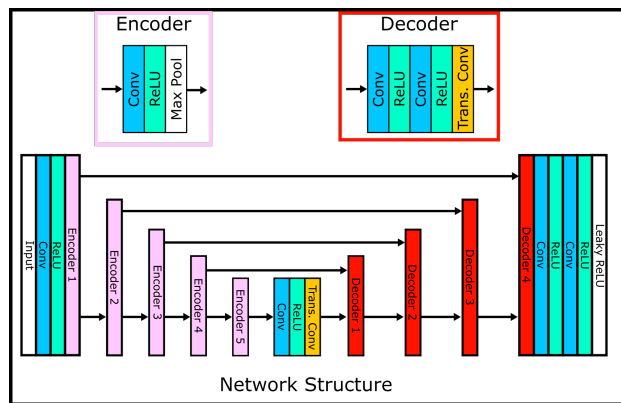 Encoder
Decoder
Conv
ReLU
Max Pool
Conv
ReLU
Conv
ReLU
Trans. Conv
Input
Conv
ReLU
Encoder 1
Encoder 2
Encoder 3
Encoder 4
Encoder 5
Conv
ReLU
Trans. Conv
Decoder 1
Decoder 2
Decoder 3
Decoder 4
Conv
ReLU
Conv
ReLU
Leaky ReLU
Network Structure